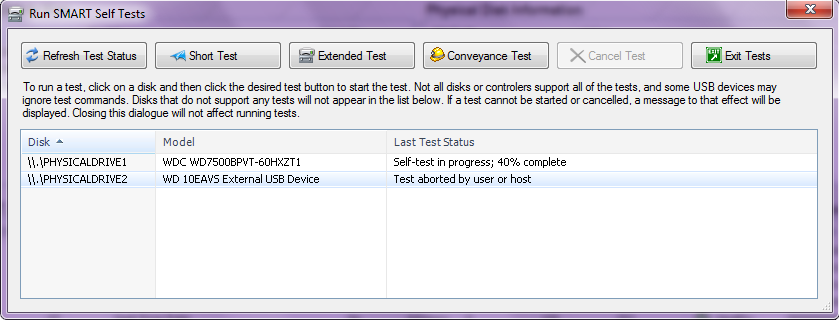 Physical Disk Information
Run SMART Self Tests
Refresh Test Status
Short Test
Extended Test
Conveyance Test
Cancel Test
Exit Tests
To run a test, click on a disk and then click the desired test button to start the test. Not all disks or controlers support all of the tests, and some USB devices may
ignore test commands. Disks that do not support any tests will not appear in the list below. If a test cannot be started or cancelled, a message to that effect will be
displayed. Closing this dialogue will not affect running tests.
Disk Model Last Test Status
\\.\PHYSICALDRIVE1 WDC WD7500BPVT-60HXZT1 Self-test in progress; 40% complete
\\.\PHYSICALDRIVE2 WD 10EAVS External USB Device Test aborted by user or host